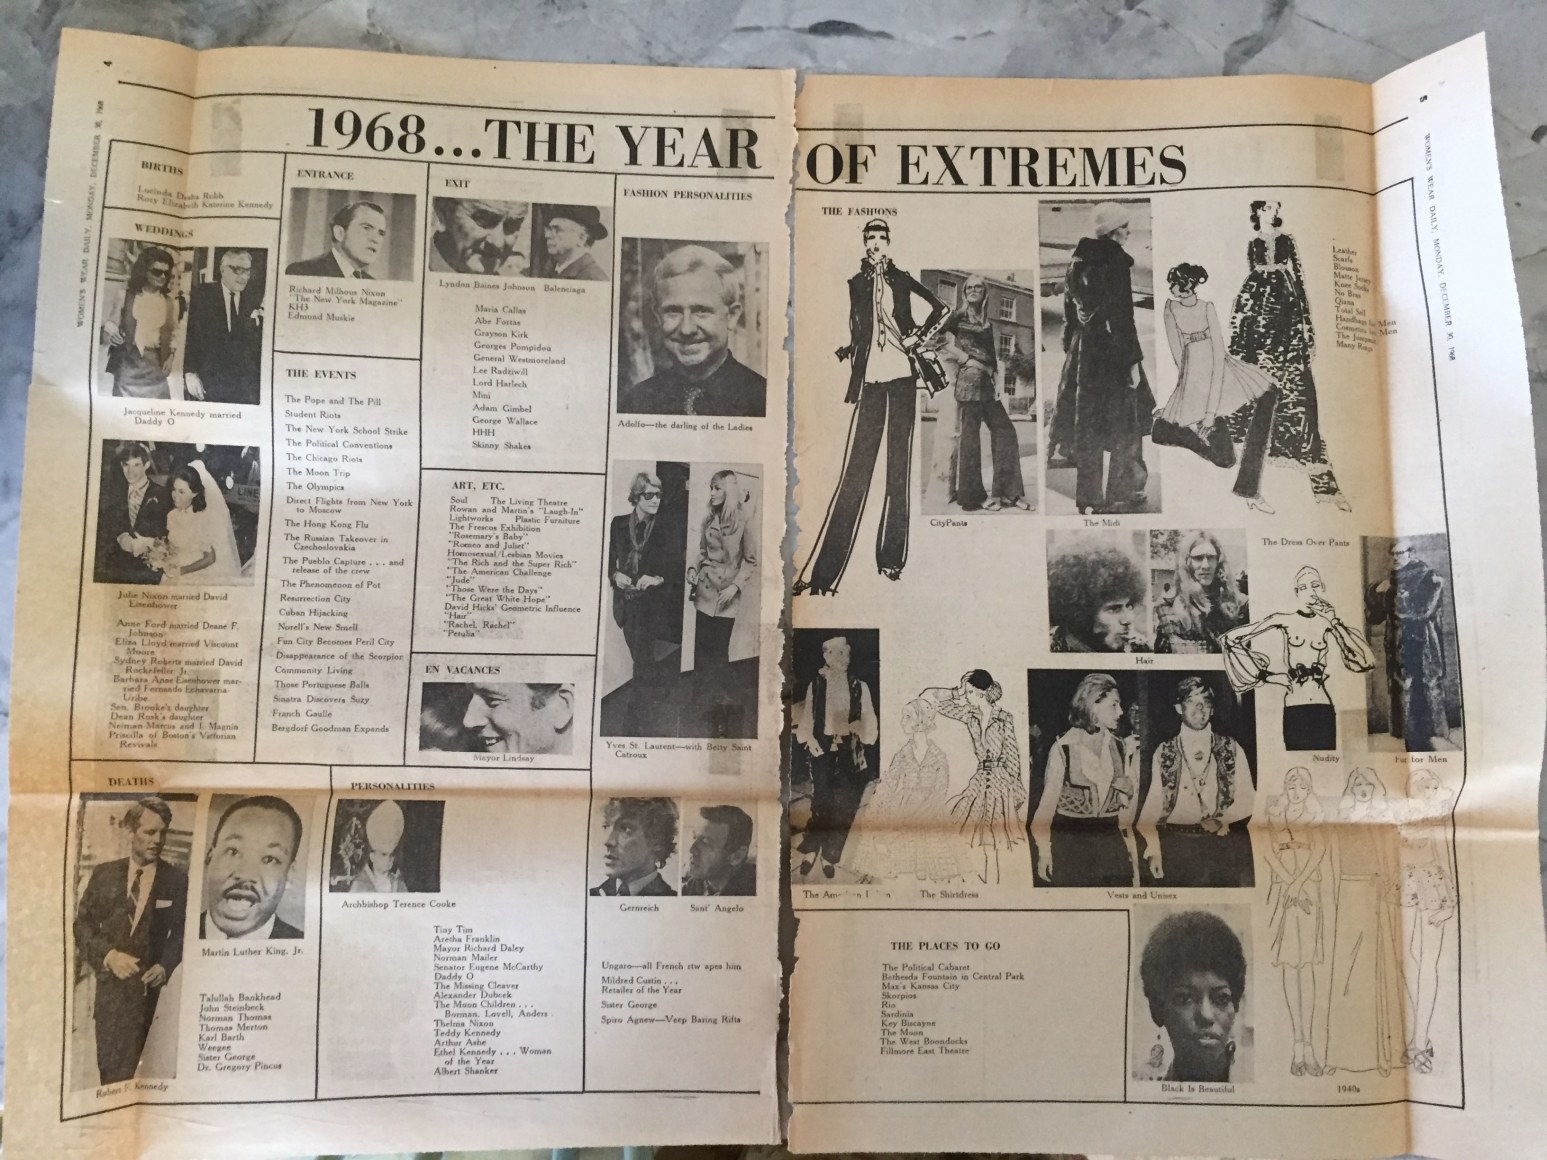 4
WOMEN'S WEAR DAILY, MONDAY, DECEMBER 30, 1968
1968...THE YEAR OF EXTREMES
BIRTHS
Lucinda Desha Robb
Rory Elizabeth Katerice Kennedy
WEDDINGS
Jacqueline Kennedy married
Daddy O
Julie Nixon married David
Eisenhower
Anne Ford married Deane F.
Johnson
Eliza Lloyd married Viscount
Moore
Sydney Roberts married David
Rockefeller Jr.
Barbara Anne Eisenhower mar-
ried Fernando Echavarria-
Uribe
Sen. Brooke's daughter
Dean Rusk's daughter
Neiman-Marcus and I. Magnin
Priscilla of Boston's Victorian
Revivals
ENTRANCE
Richard Milhous Nixon
"The New York Magazine"
KHJ
Edmund Muskie
THE EVENTS
The Pope and The Pill
Student Riots
The New York School Strike
The Political Conventions
The Chicago Riots
The Moon Trip
The Olympics
Direct Flights from New York
to Moscow
The Hong Kong Flu
The Russian Takeover in
Czechoslovakia
The Pueblo Capture . . . and
release of the crew
The Phenomenon of Pot
Resurrection City
Cuban Hijacking
Norell's New Smell
Fun City Becomes Peril City
Disappearance of the Scorpion
Community Living
Those Portuguese Balls
Sinatra Discovers Suzy
Franch Gaulle
Bergdorf Goodman Expands
EXIT
Lyndon Baines Johnson Balenciaga
Maria Callas
Abe Fortas
Grayson Kirk
Georges Pompidou
General Westmoreland
Lee Radziwill
Lord Harlech
Mini
Adam Gimbel
George Wallace
HHH
Skinny Shakes
ART, ETC.
Soul The Living Theatre
Rowan and Martin's "Laugh-In"
Lightworks Plastic Furniture
The Frescos Exhibition
"Rosemary's Baby"
"Romeo and Juliet"
Homosexual/Lesbian Movies
"The Rich and the Super Rich"
"The American Challenge
"Jude"
"Those Were the Days"
"The Great White Hope"
David Hicks' Geometric Influence
"Hair"
"Rachel, Rachel"
"Petulia"
EN VACANCES
Mayor Lindsay
FASHION PERSONALITIES
Adolfo—the darling of the Ladies
Yves St. Laurent—with Betty Saint
Catroux
Gernreich Sant' Angelo
Ungaro—all French rtw apes him
Mildred Custin . . .
Retailer of the Year
Sister George
Spiro Agnew—Veep Baring Rifts
DEATHS
Robert F. Kennedy
Martin Luther King, Jr.
Talullah Bankhead
John Steinbeck
Norman Thomas
Thomas Merton
Karl Barth
Weegee
Sister George
Dr. Gregory Pincus
PERSONALITIES
Archbishop Terence Cooke
Tiny Tim
Aretha Franklin
Mayor Richard Daley
Norman Mailer
Senator Eugene McCarthy
Daddy O
The Missing Cleaver
Alexander Dubcek
The Moon Children . . .
Borman, Lovell, Anders
Thelma Nixon
Teddy Kennedy
Arthur Ashe
Ethel Kennedy . . . Woman
of the Year
Albert Shanker
5
WOMEN'S WEAR DAILY, MONDAY, DECEMBER 30, 1968
THE FASHIONS
CityPants
The Midi
The Dress Over Pants
Leather
Scarfs
Blouson
Matte Jersey
No Bras
Qiana
Total Sell
Handbags by Men
Cosmetics by Men
The
Many Rings
Hair
Nudity
Fur for Men
The
The Shirtdress
Vests and Unisex
THE PLACES TO GO
The Political Cabaret
Bethesda Fountain in Central Park
Max's Kansas City
Skorpios
Rio
Sardinia
Key Biscayne
The Moon
The West Boondocks
Fillmore East Theatre
Black Is Beautiful
1940s
LINE